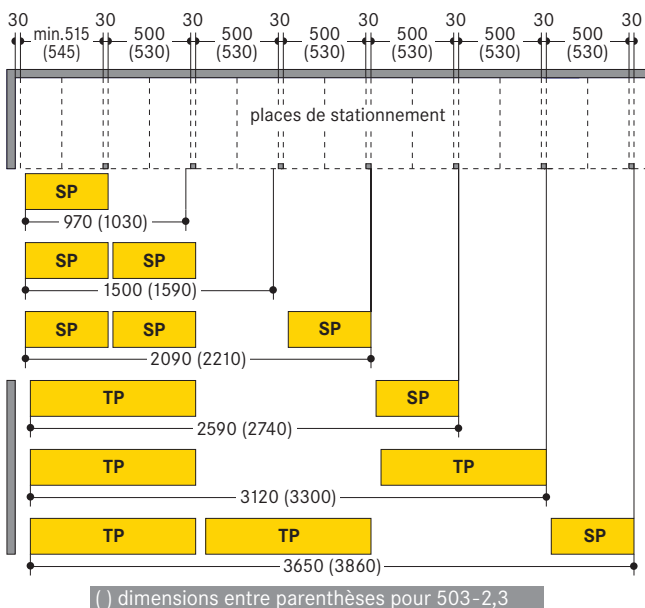 30 min.515 30 500 30 500 30 500 30 500 30 500 30 500 30
(545) (530) (530) (530) (530) (530) (530)
places de stationnement
SP
970 (1030)
SP SP
1500 (1590)
SP SP SP
2090 (2210)
TP SP
2590 (2740)
TP TP
3120 (3300)
TP TP SP
3650 (3860)
( ) dimensions entre parenthèses pour 503-2,3